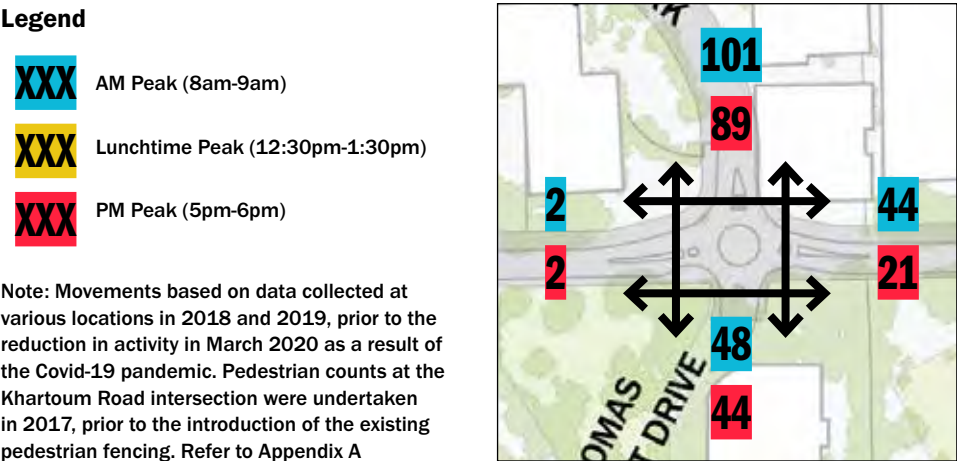 Legend
XXX AM Peak (8am-9am)
XXX Lunchtime Peak (12:30pm-1:30pm)
XXX PM Peak (5pm-6pm)
Note: Movements based on data collected at
various locations in 2018 and 2019, prior to the
reduction in activity in March 2020 as a result of
the Covid-19 pandemic. Pedestrian counts at the
Khartoum Road intersection were undertaken
in 2017, prior to the introduction of the existing
pedestrian fencing. Refer to Appendix A
101
89
2
44
2
21
48
44
OMAS
T DRIVE